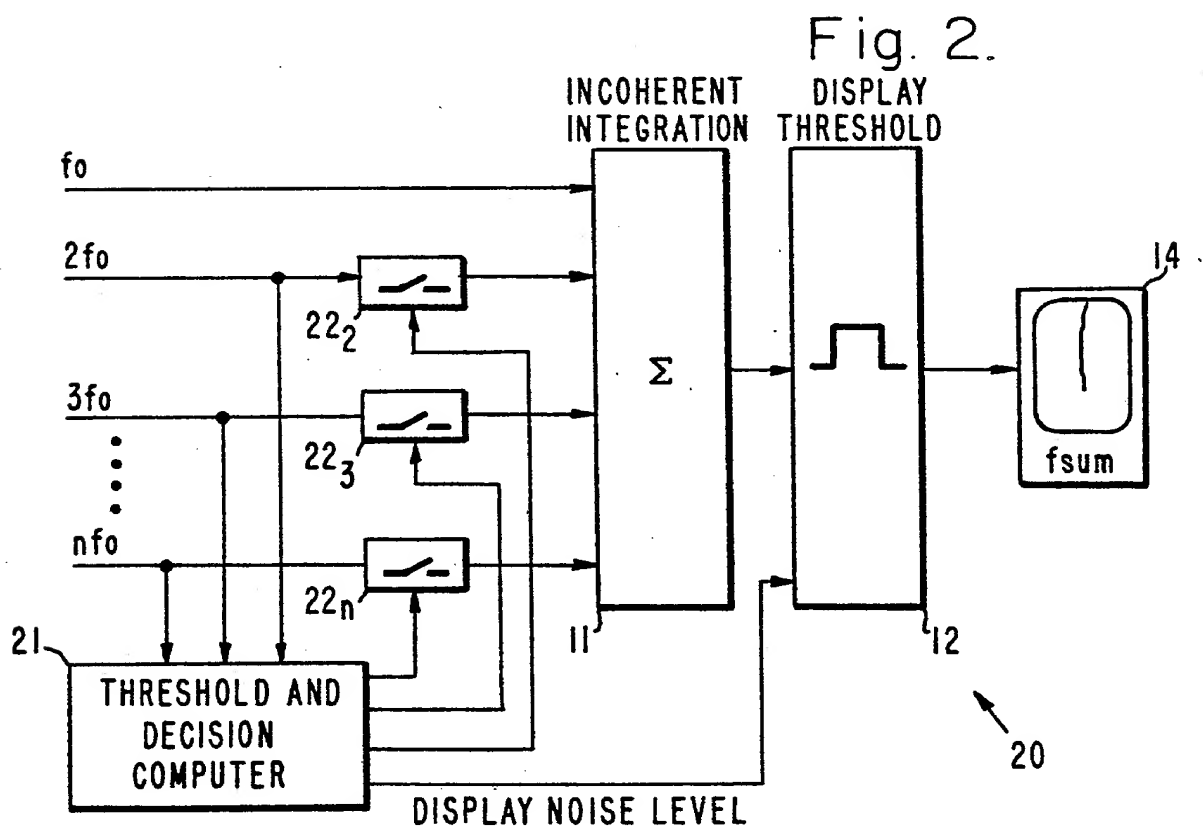 Fig. 2.
INCOHERENT
INTEGRATION
DISPLAY
THRESHOLD
fo
2fo
22₂
14
3fo
22₃
Σ
fsum
nfo
22n
11
12
21
THRESHOLD AND
DECISION
COMPUTER
20
DISPLAY NOISE LEVEL